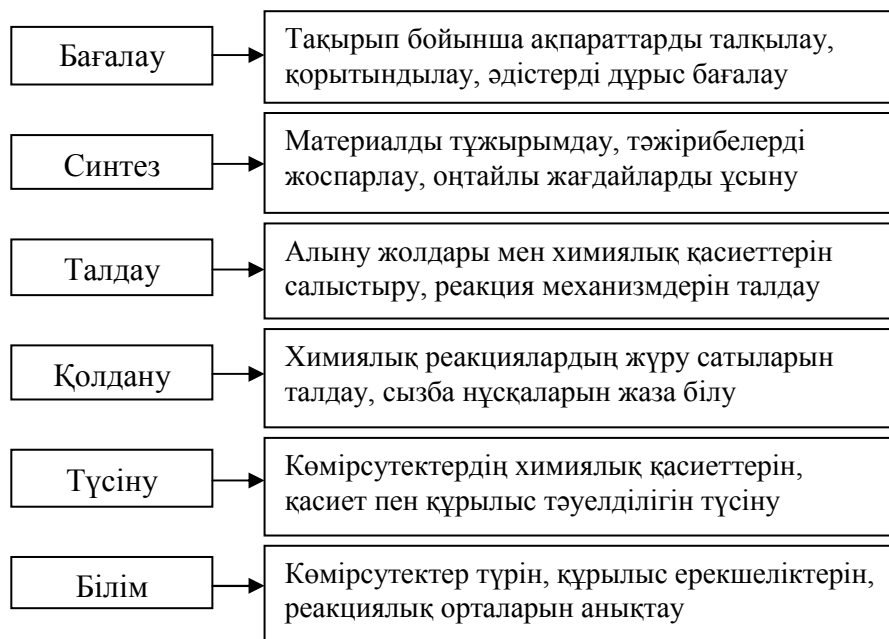 Бағалау
Тақырып бойынша ақпараттарды талқылау,
қорытындылау, әдістерді дұрыс бағалау
Синтез
Материалды тұжырымдау, тәжірибелерді
жоспарлау, оңтайлы жағдайларды ұсыну
Талдау
Алыну жолдары мен химиялық қасиеттерін
салыстыру, реакция механизмдерін талдау
Қолдану
Химиялық реакциялардың жүру сатыларын
талдау, сызба нұсқаларын жаза білу
Түсіну
Көмірсутектердің химиялық қасиеттерін,
қасиет пен құрылыс тәуелділігін түсіну
Білім
Көмірсутектер түрін, құрылыс ерекшеліктерін,
реакциялық орталарын анықтау